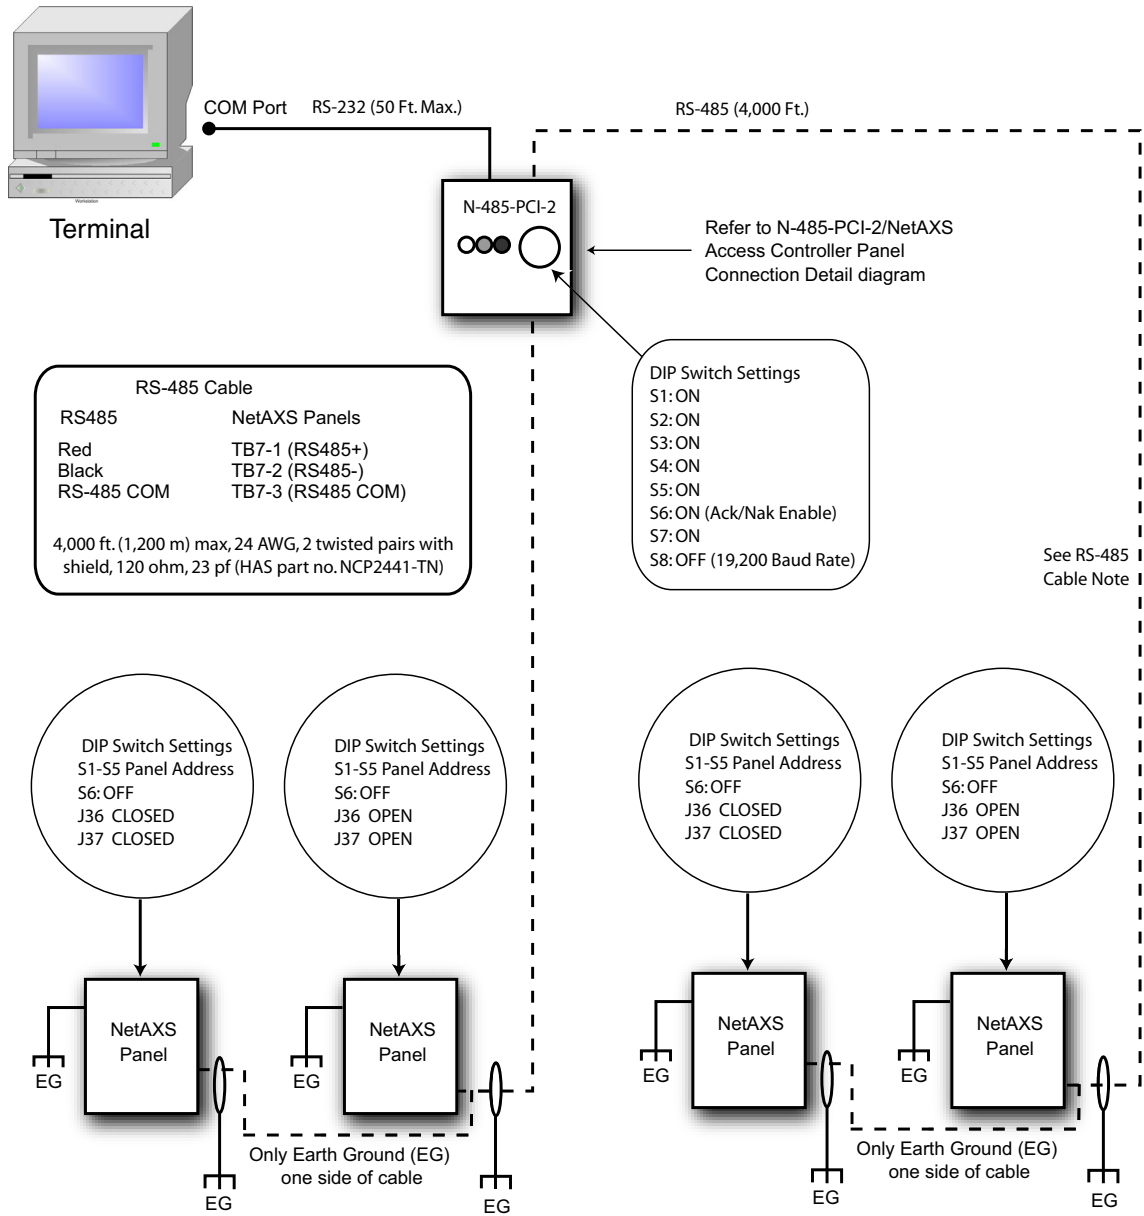 COM Port
RS-232 (50 Ft. Max.)
RS-485 (4,000 Ft.)
Workstation
Terminal
N-485-PCI-2
Refer to N-485-PCI-2/NetAXS
Access Controller Panel
Connection Detail diagram
RS-485 Cable
RS485 NetAXS Panels
Red TB7-1 (RS485+)
Black TB7-2 (RS485-)
RS-485 COM TB7-3 (RS485 COM)
4,000 ft. (1,200 m) max, 24 AWG, 2 twisted pairs with
shield, 120 ohm, 23 pf (HAS part no. NCP2441-TN)
DIP Switch Settings
S1: ON
S2: ON
S3: ON
S4: ON
S5: ON
S6: ON (Ack/Nak Enable)
S7: ON
S8: OFF (19,200 Baud Rate)
See RS-485
Cable Note
DIP Switch Settings
S1-S5 Panel Address
S6: OFF
J36 CLOSED
J37 CLOSED
DIP Switch Settings
S1-S5 Panel Address
S6: OFF
J36 OPEN
J37 OPEN
DIP Switch Settings
S1-S5 Panel Address
S6: OFF
J36 CLOSED
J37 CLOSED
DIP Switch Settings
S1-S5 Panel Address
S6: OFF
J36 OPEN
J37 OPEN
NetAXS
Panel
EG
NetAXS
Panel
EG
NetAXS
Panel
EG
NetAXS
Panel
EG
Only Earth Ground (EG)
one side of cable
EG
EG
Only Earth Ground (EG)
one side of cable
EG
EG